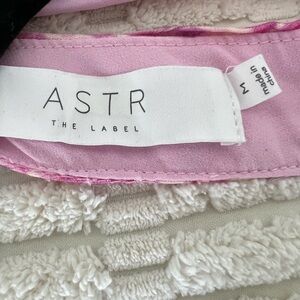 ASTR
THE LABEL
M
made in
china